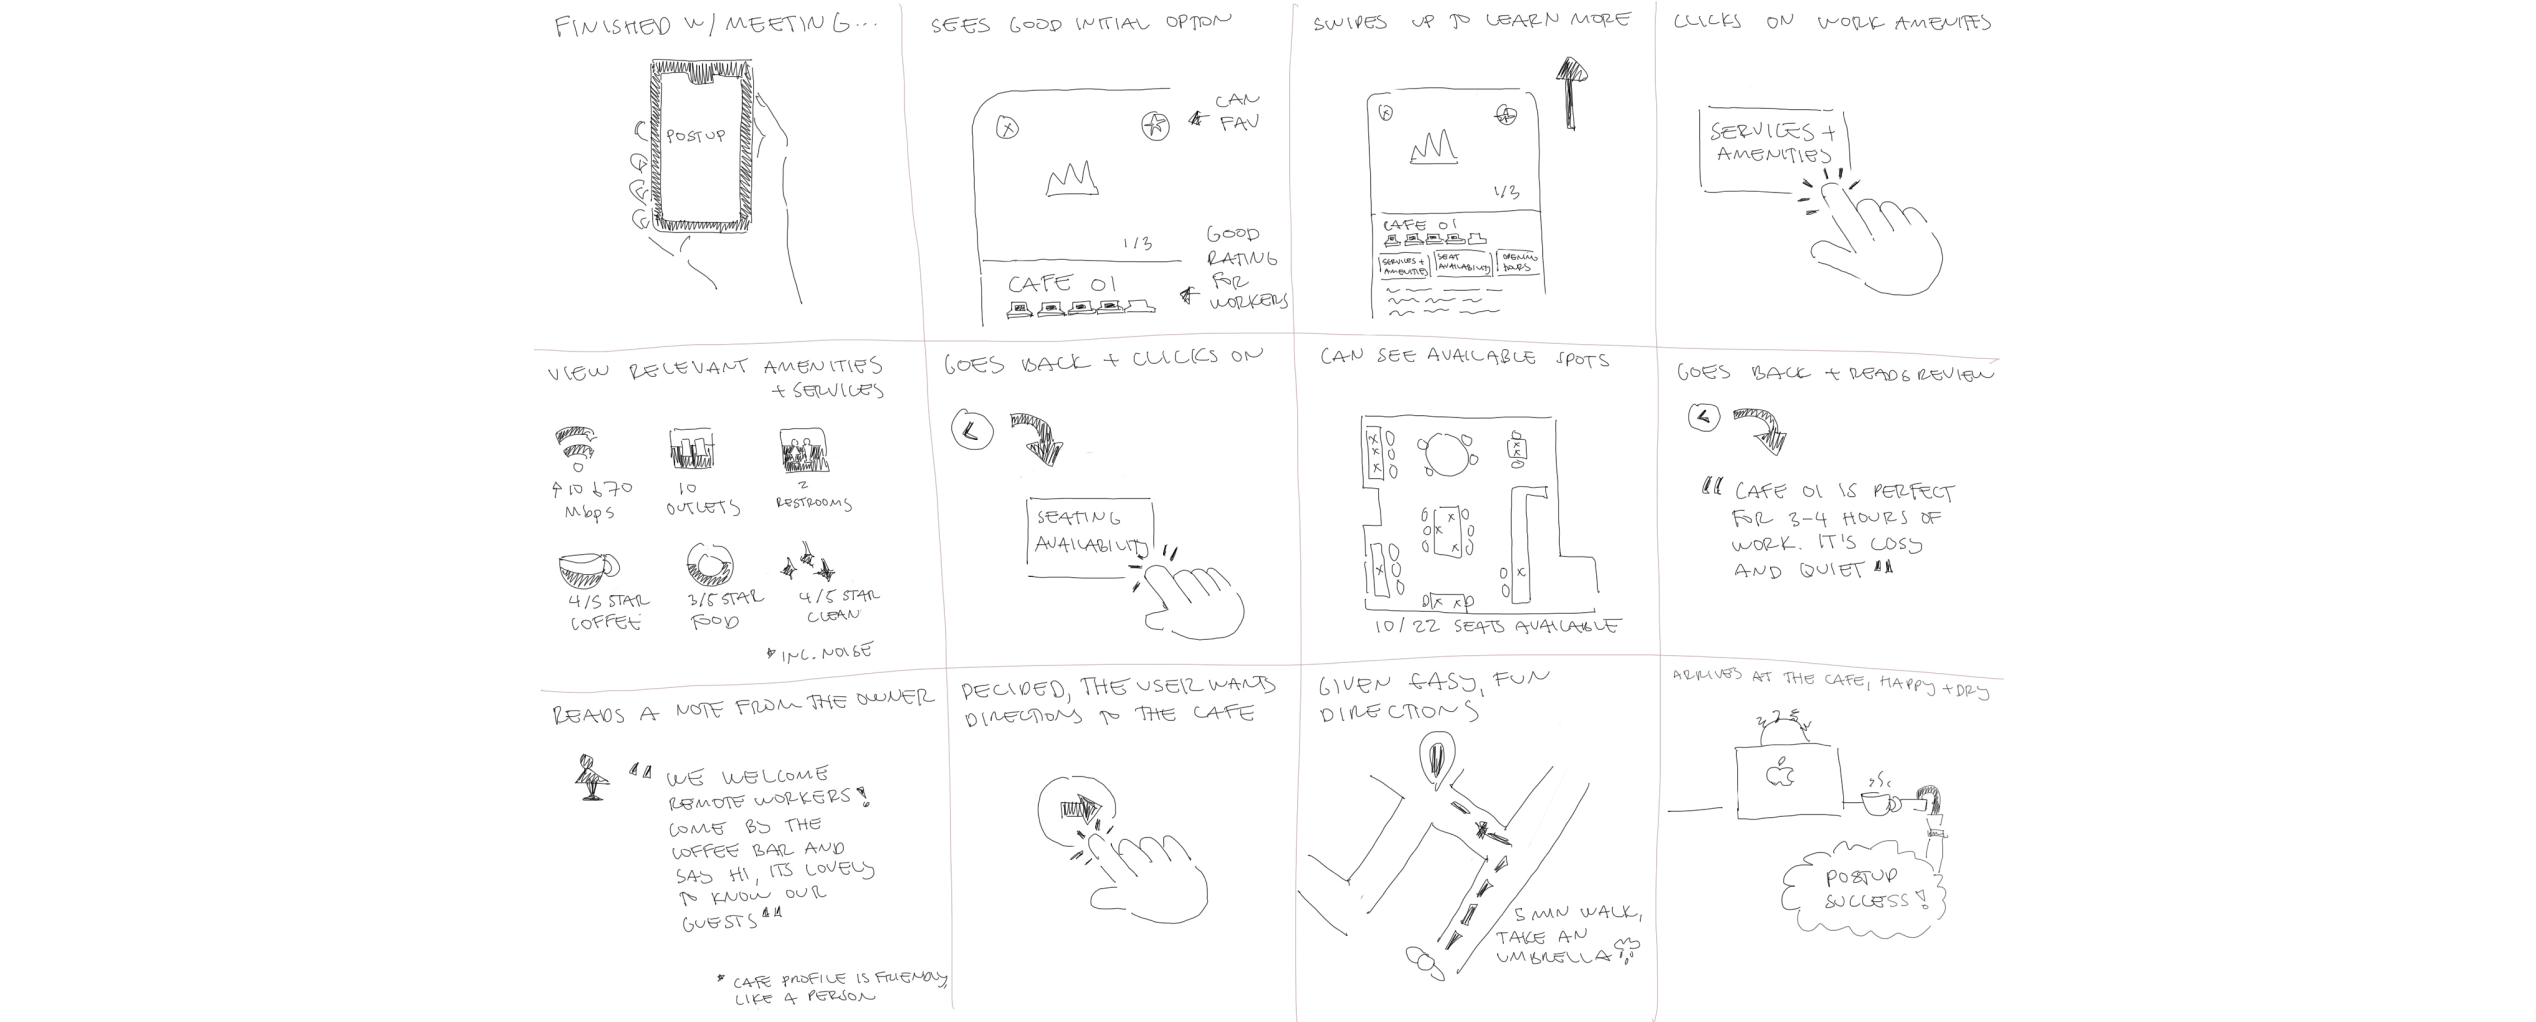 FINISHED W/ MEETING...
POSTUP
SEES GOOD INITIAL OPTION
CAN
FAV
1/3
GOOD
RATING
FOR
WORKERS
CAFE 01
SWIPES UP TO LEARN MORE
1/3
CAFE 01
SERVICES +
AMENITIES
SEAT
AVAILABILITY
OPENING
HOURS
CLICKS ON WORK AMENITIES
SERVICES +
AMENITIES
VIEW RELEVANT AMENITIES
+ SERVICES
↑10 ↓70
Mbps
10
OUTLETS
2
RESTROOMS
4/5 STAR
COFFEE
3/5 STAR
FOOD
4/5 STAR
CLEAN
* INC. NOISE
GOES BACK + CLICKS ON
SEATING
AVAILABILITY
CAN SEE AVAILABLE SPOTS
10/22 SEATS AVAILABLE
GOES BACK + READS REVIEW
" CAFE 01 IS PERFECT
FOR 3-4 HOURS OF
WORK. IT'S COSY
AND QUIET "
READS A NOTE FROM THE OWNER
" WE WELCOME
REMOTE WORKERS!
COME BY THE
COFFEE BAR AND
SAY HI, ITS LOVELY
TO KNOW OUR
GUESTS "
* CAFE PROFILE IS FRIENDLY,
LIKE A PERSON
DECIDED, THE USER WANTS
DIRECTIONS TO THE CAFE
GIVEN EASY, FUN
DIRECTIONS
5 MIN WALK,
TAKE AN
UMBRELLA
ARRIVES AT THE CAFE, HAPPY + DRY
POSTUP
SUCCESS!